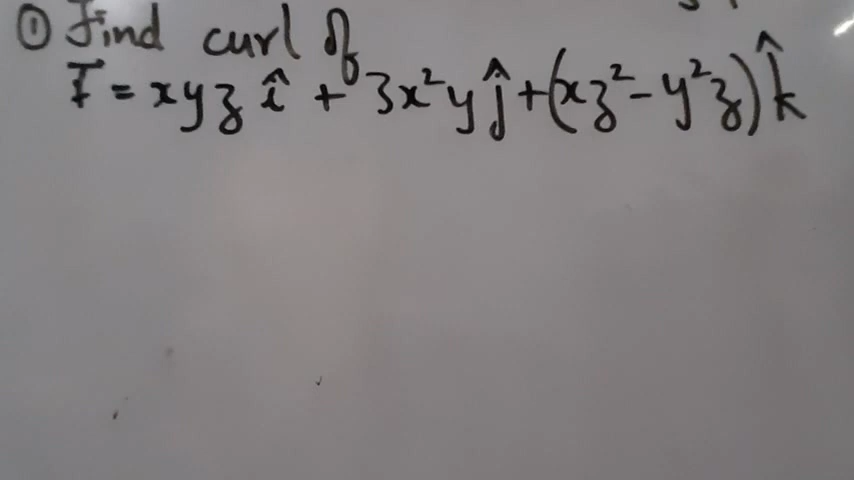 ① Find curl of
F⃗ = xyz î + 3x²y ĵ + (xz² - y²z) k̂